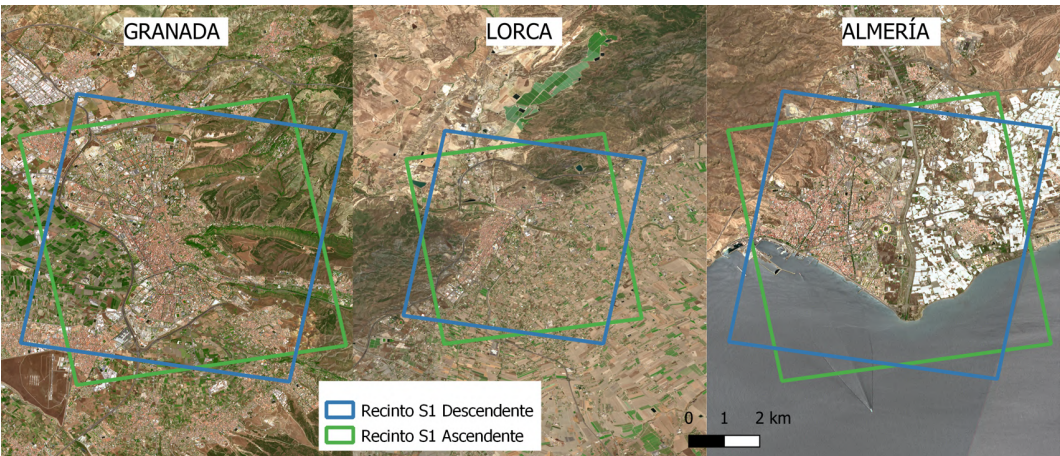 GRANADA
LORCA
ALMERÍA
Recinto S1 Descendente
Recinto S1 Ascendente
0 1 2 km